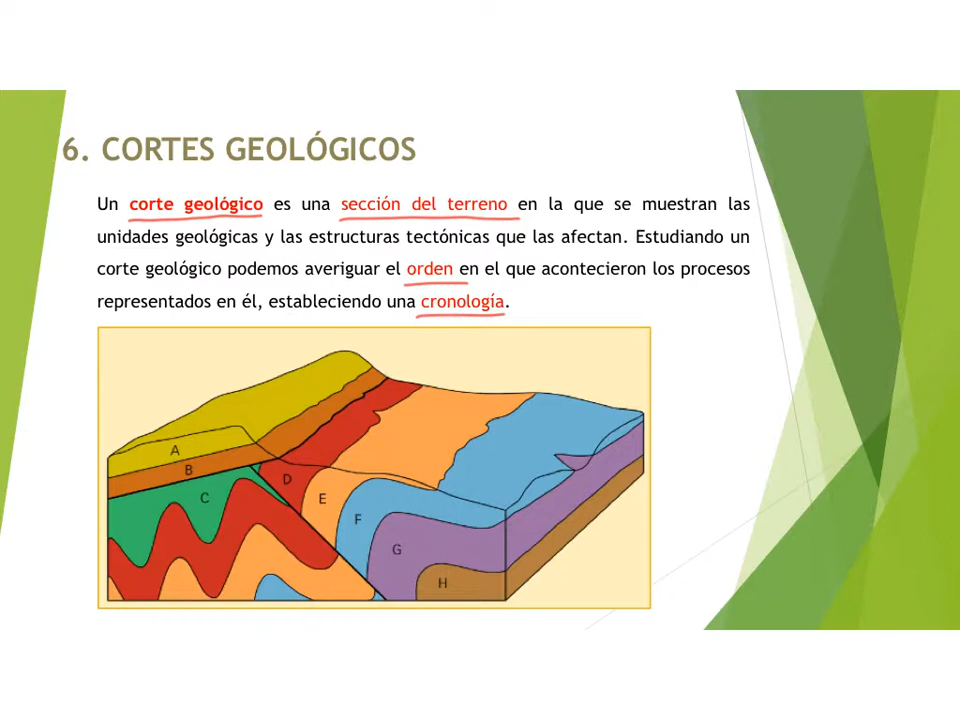 6. CORTES GEOLÓGICOS
Un corte geológico es una sección del terreno en la que se muestran las
unidades geológicas y las estructuras tectónicas que las afectan. Estudiando un
corte geológico podemos averiguar el orden en el que acontecieron los procesos
representados en él, estableciendo una cronología.
A
B
C
D
E
F
G
H